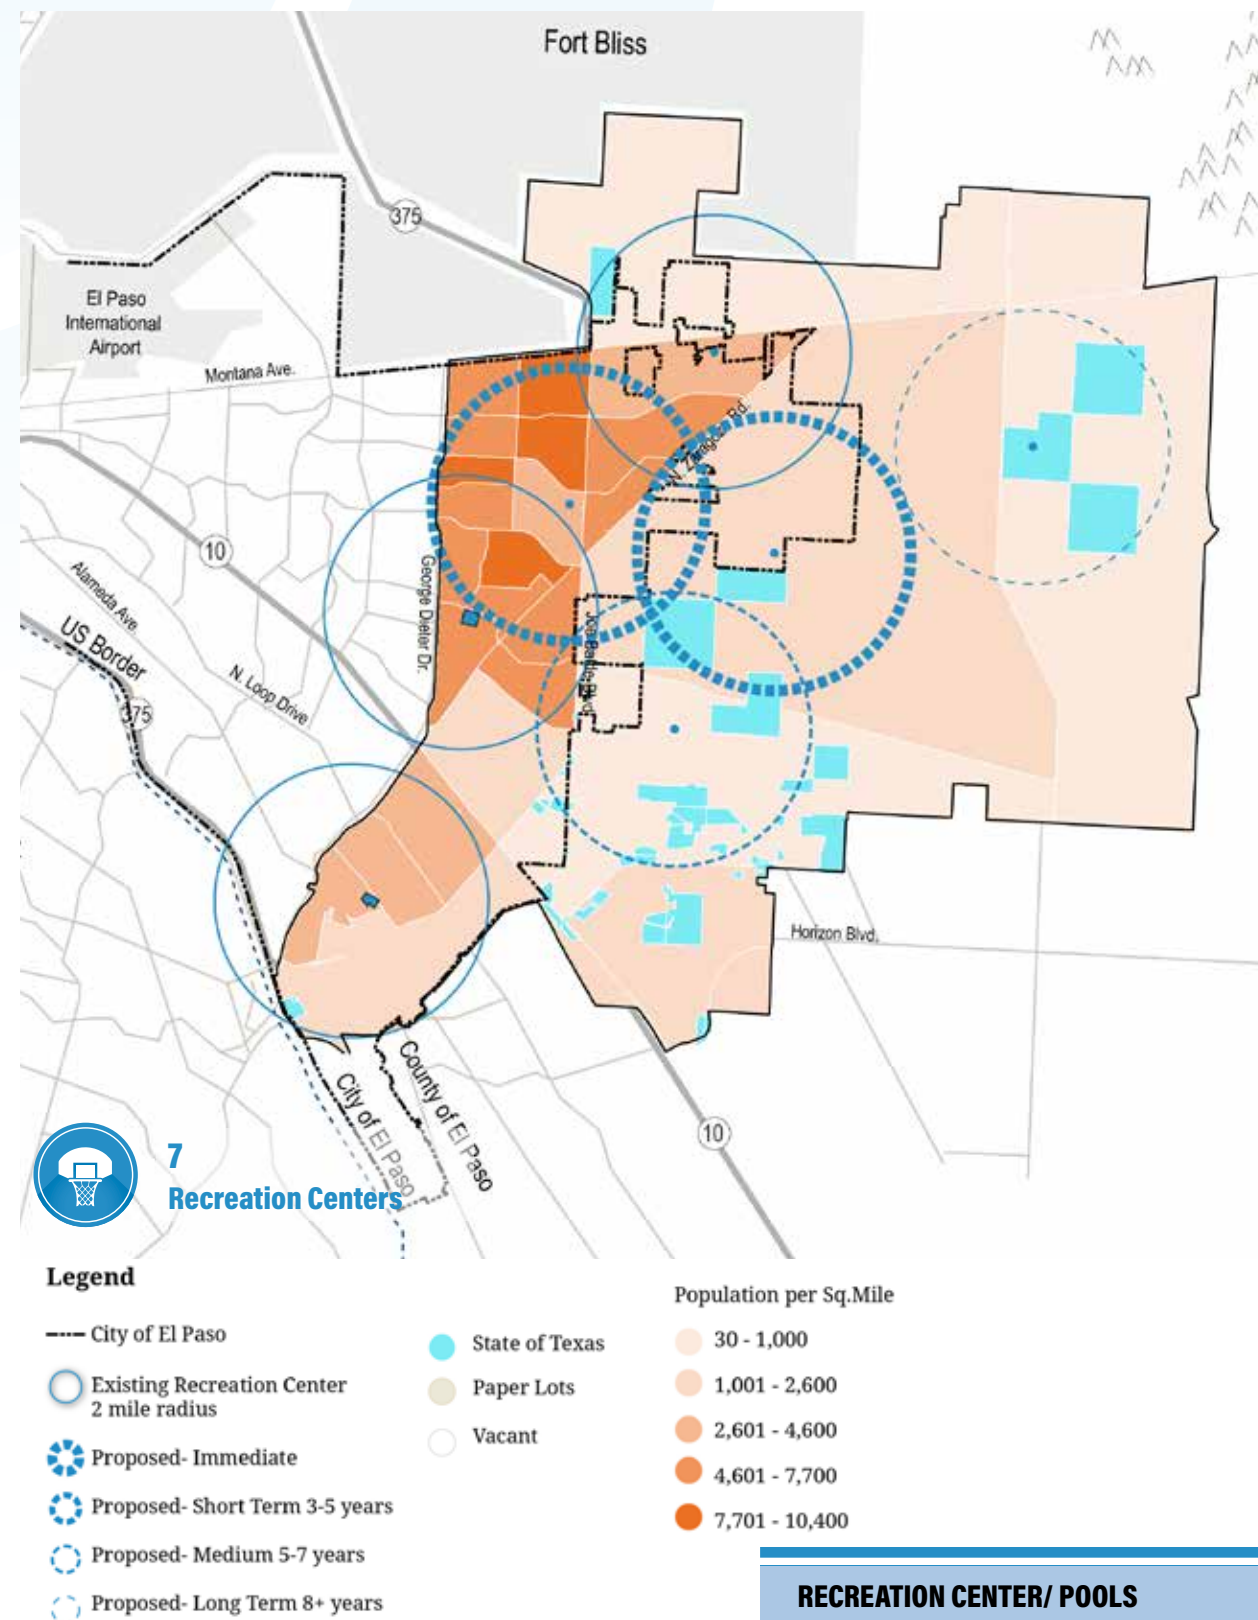 Fort Bliss
375
El Paso
International
Airport
Montana Ave.
N. Zaragoza Rd.
10
George Dieter Dr.
Alameda Ave.
US Border
N. Loop Drive
375
Joe Battle Blvd
Horizon Blvd.
County of El Paso
City of El Paso
10
7
Recreation Centers
Legend
City of El Paso
Existing Recreation Center
2 mile radius
Proposed- Immediate
Proposed- Short Term 3-5 years
Proposed- Medium 5-7 years
Proposed- Long Term 8+ years
State of Texas
Paper Lots
Vacant
Population per Sq.Mile
30 - 1,000
1,001 - 2,600
2,601 - 4,600
4,601 - 7,700
7,701 - 10,400
RECREATION CENTER/ POOLS